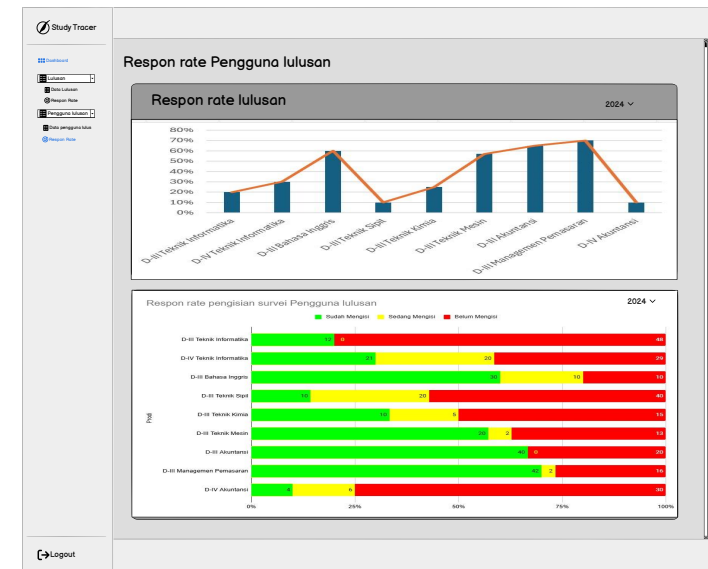 Study Tracer
Dashboard
Lulusan
Data Lulusan
Respon Rate
Pengguna lulusan
Data pengguna lulus
Respon Rate
Logout
Respon rate Pengguna lulusan
Respon rate lulusan
2024
80%
70%
60%
50%
40%
30%
20%
10%
0%
D-III Teknik Informatika
D-IV Teknik Informatika
D-III Bahasa Inggris
D-III Teknik Sipil
D-III Teknik Kimia
D-III Teknik Mesin
D-III Akuntansi
D-III Managemen Pemasaran
D-IV Akuntansi
Respon rate pengisian survei Pengguna lulusan
2024
Sudah Mengisi Sedang Mengisi Belum Mengisi
Prodi
D-III Teknik Informatika 12 0 48
D-IV Teknik Informatika 21 20 29
D-III Bahasa Inggris 30 10 10
D-III Teknik Sipil 10 20 40
D-III Teknik Kimia 10 5 15
D-III Teknik Mesin 20 2 13
D-III Akuntansi 40 0 20
D-III Managemen Pemasaran 42 2 16
D-IV Akuntansi 4 6 30
0% 25% 50% 75% 100%